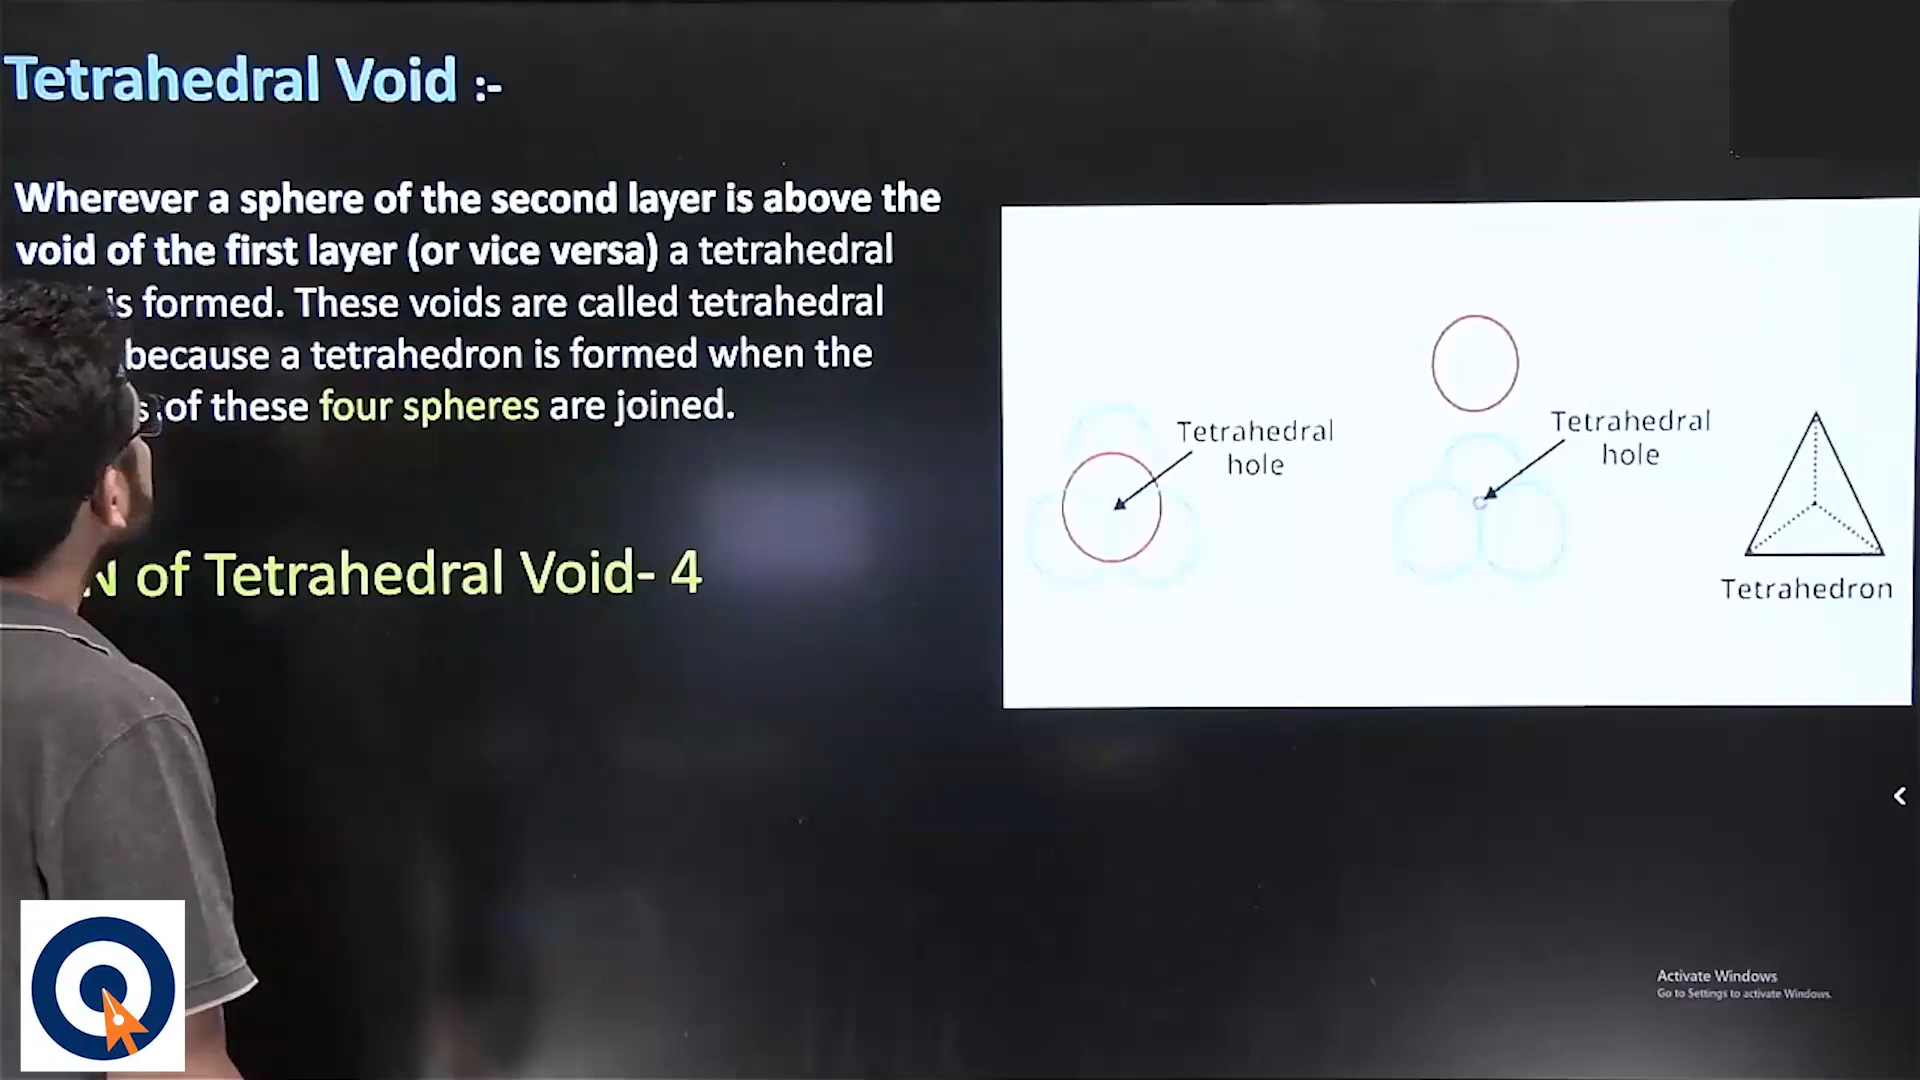 Tetrahedral Void :-
Wherever a sphere of the second layer is above the
void of the first layer (or vice versa) a tetrahedral
is formed. These voids are called tetrahedral
because a tetrahedron is formed when the
of these four spheres are joined.
N of Tetrahedral Void- 4
Tetrahedral
hole
Tetrahedral
hole
Tetrahedron
Activate Windows
Go to Settings to activate Windows.